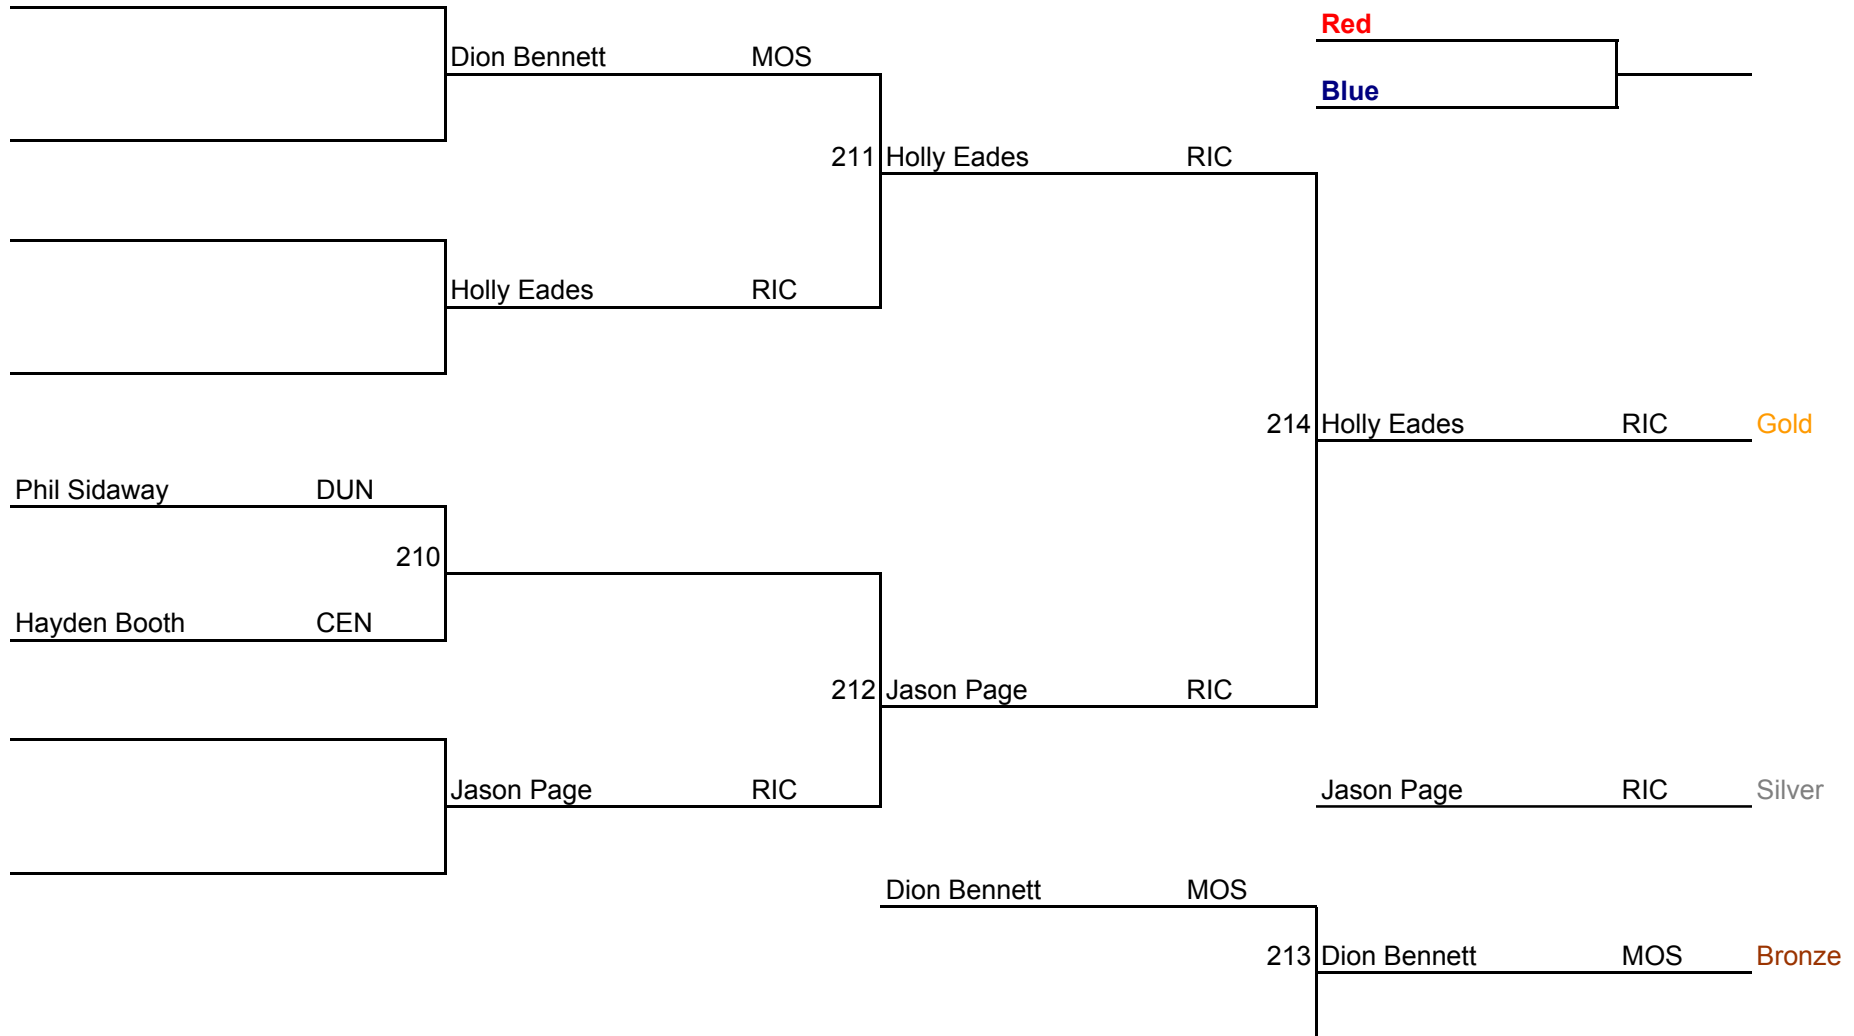 Red
Dion Bennett MOS
Blue
211 Holly Eades RIC
Holly Eades RIC
214 Holly Eades RIC Gold
Phil Sidaway DUN
210
Hayden Booth CEN
212 Jason Page RIC
Jason Page RIC Jason Page RIC Silver
Dion Bennett MOS
213 Dion Bennett MOS Bronze